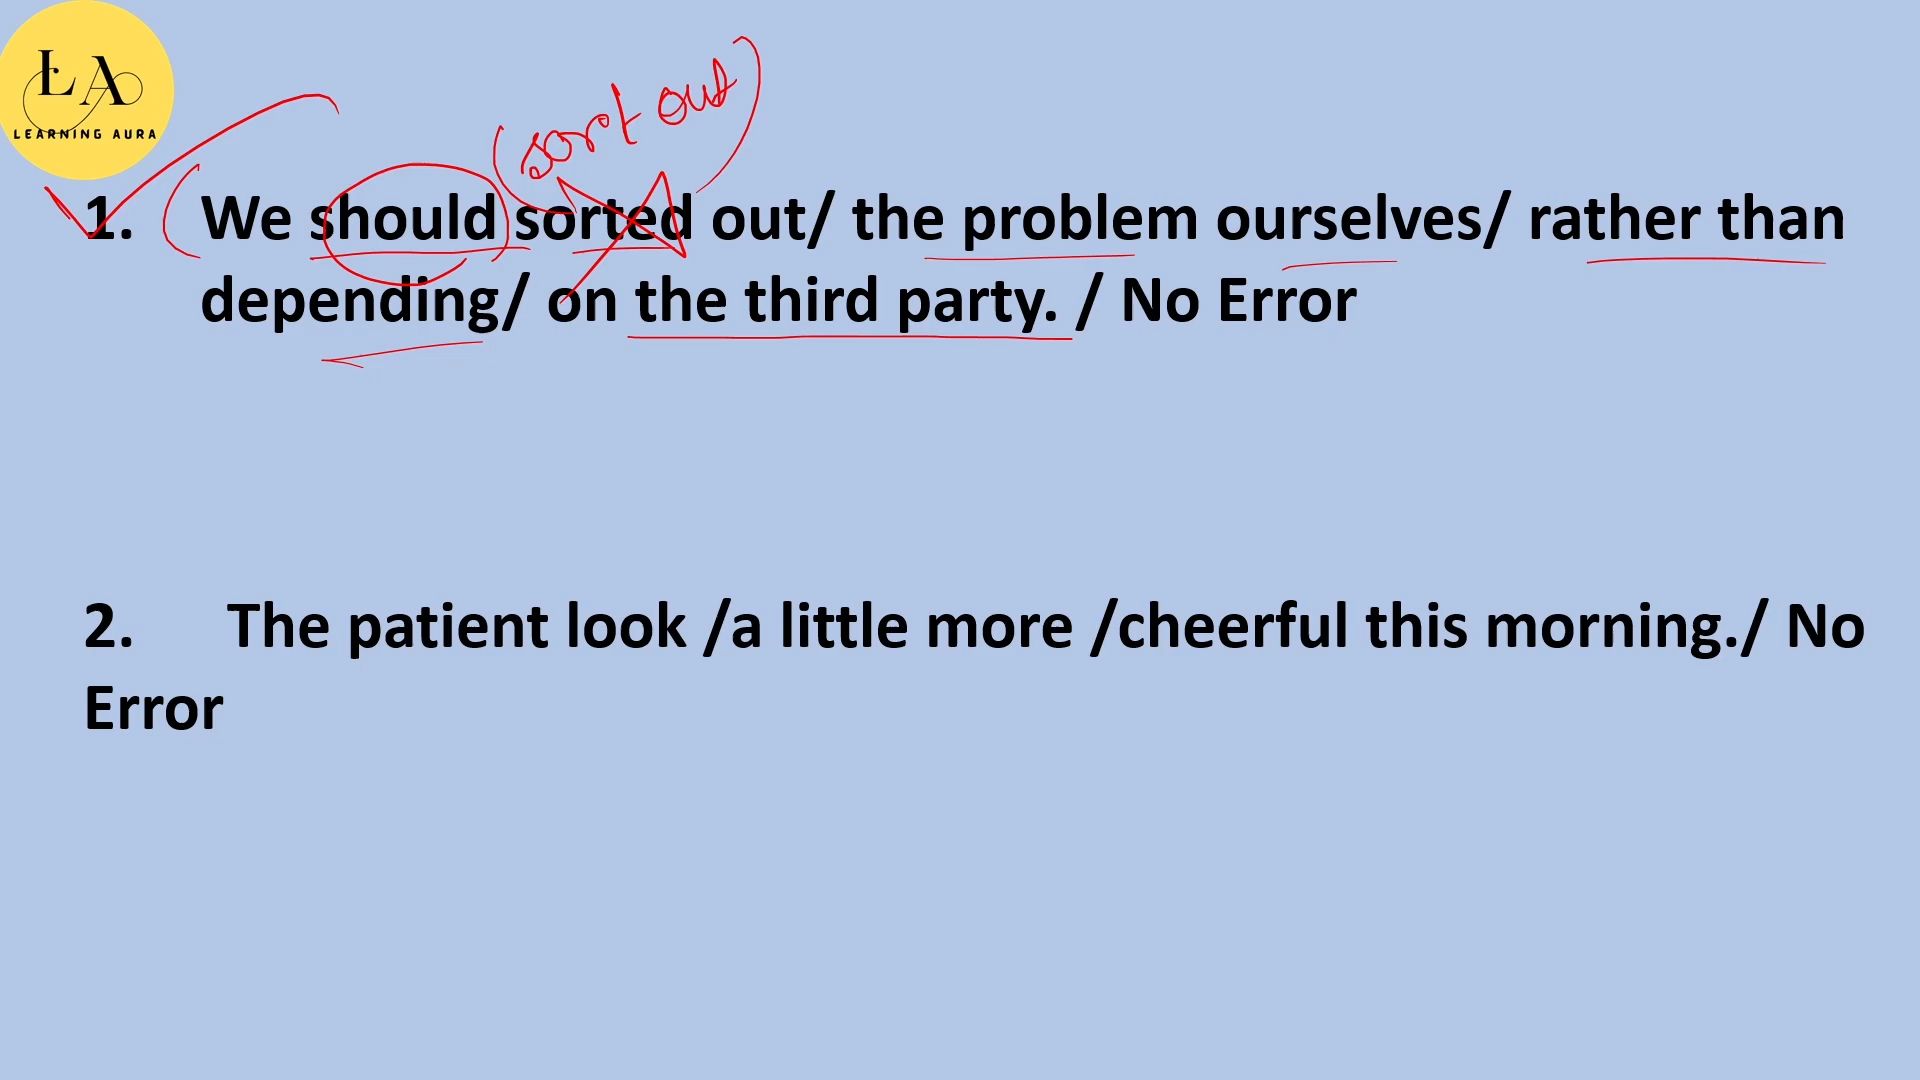 LA
LEARNING AURA
(sort out)
1. We should sorted out/ the problem ourselves/ rather than
depending/ on the third party. / No Error
2. The patient look /a little more /cheerful this morning./ No
Error